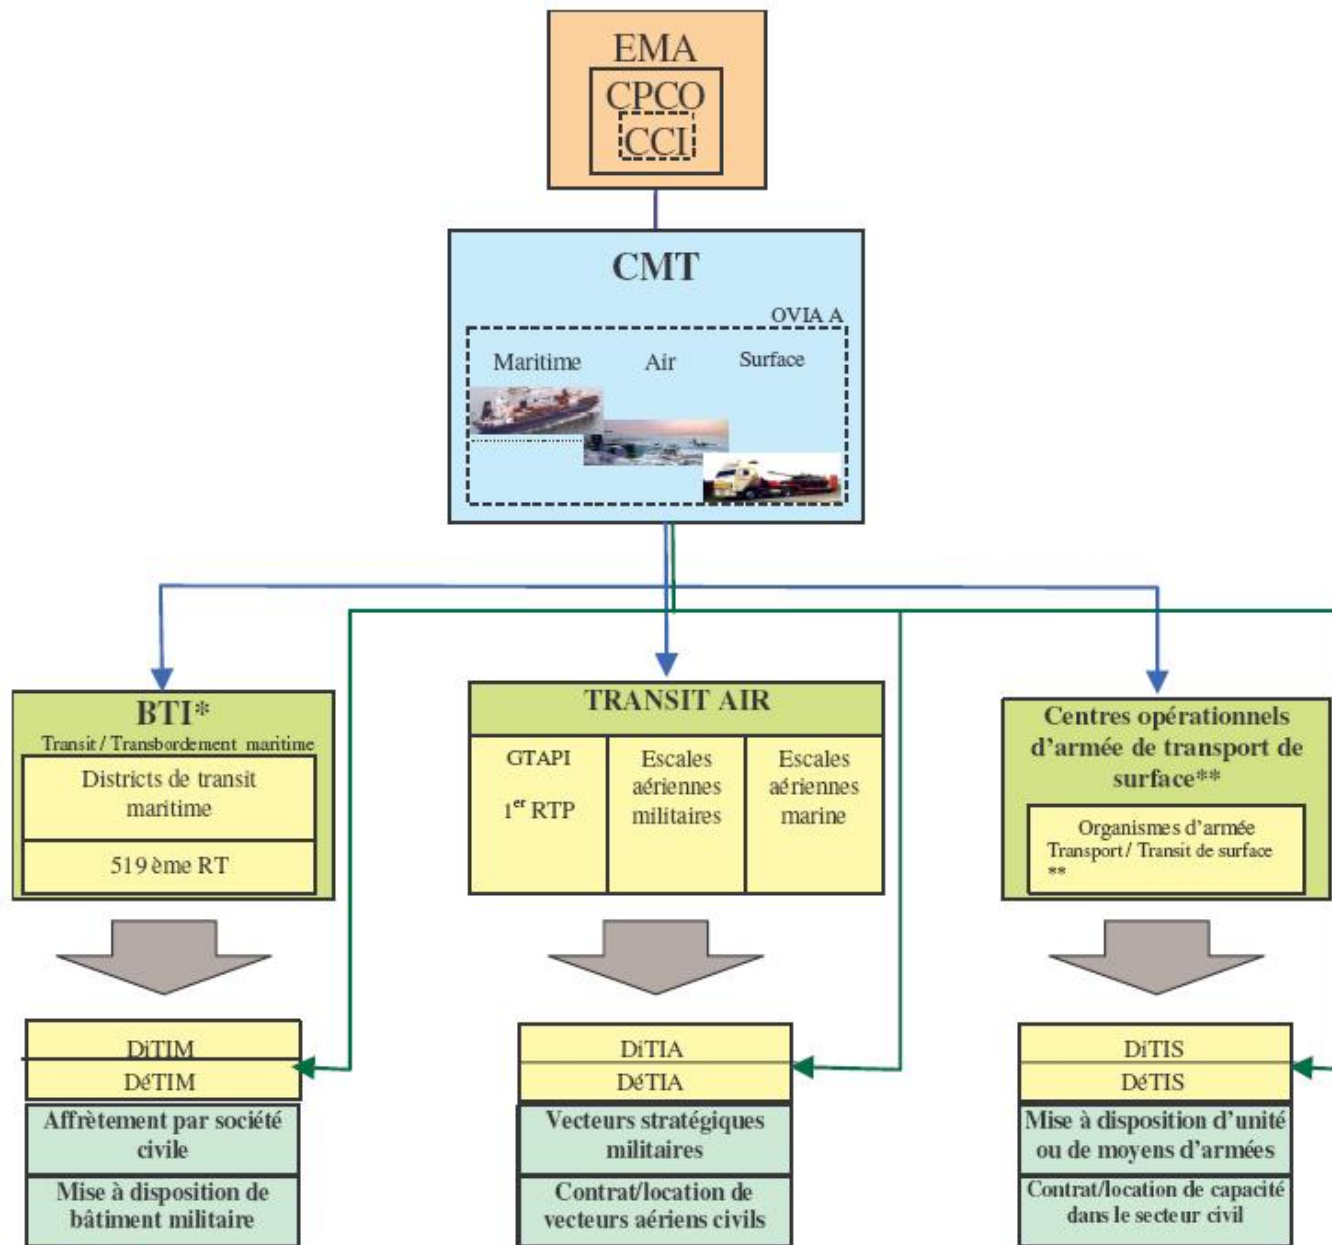 EMA
CPCO
CCI
CMT
OVIA A
Maritime
Air
Surface
BTI*
Transit / Transbordement maritime
Districts de transit
maritime
519 ème RT
TRANSIT AIR
GTAPI
1er RTP
Escales
aériennes
militaires
Escales
aériennes
marine
Centres opérationnels
d'armée de transport de
surface**
Organismes d'armée
Transport / Transit de surface
**
DiTIM
DéTIM
Affrètement par société
civile
Mise à disposition de
bâtiment militaire
DiTIA
DéTIA
Vecteurs stratégiques
militaires
Contrat/location de
vecteurs aériens civils
DiTIS
DéTIS
Mise à disposition d'unité
ou de moyens d'armées
Contrat/location de capacité
dans le secteur civil